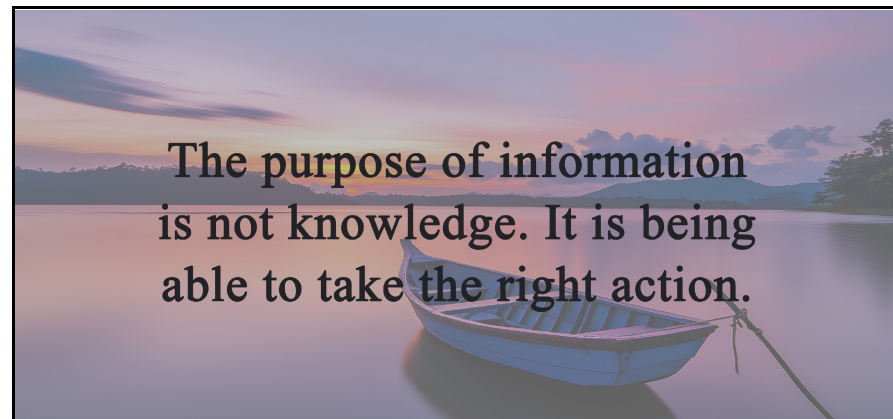 The purpose of information
is not knowledge. It is being
able to take the right action.